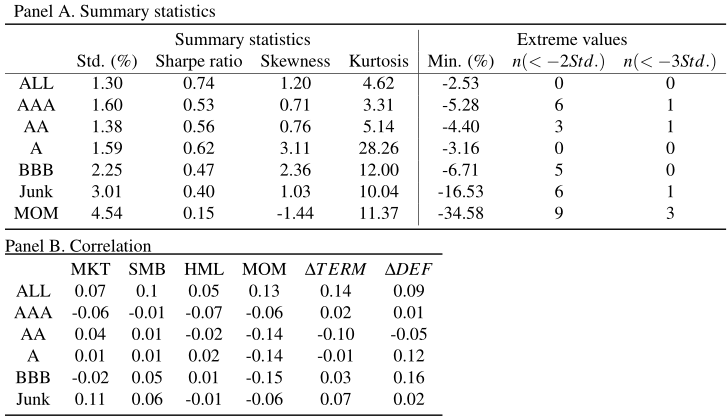 Panel A. Summary statistics
Summary statistics Extreme values
Std. (%) Sharpe ratio Skewness Kurtosis Min. (%) n(< −2Std.) n(< −3Std.)
ALL 1.30 0.74 1.20 4.62 -2.53 0 0
AAA 1.60 0.53 0.71 3.31 -5.28 6 1
AA 1.38 0.56 0.76 5.14 -4.40 3 1
A 1.59 0.62 3.11 28.26 -3.16 0 0
BBB 2.25 0.47 2.36 12.00 -6.71 5 0
Junk 3.01 0.40 1.03 10.04 -16.53 6 1
MOM 4.54 0.15 -1.44 11.37 -34.58 9 3
Panel B. Correlation
MKT SMB HML MOM ΔTERM ΔDEF
ALL 0.07 0.1 0.05 0.13 0.14 0.09
AAA -0.06 -0.01 -0.07 -0.06 0.02 0.01
AA 0.04 0.01 -0.02 -0.14 -0.10 -0.05
A 0.01 0.01 0.02 -0.14 -0.01 0.12
BBB -0.02 0.05 0.01 -0.15 0.03 0.16
Junk 0.11 0.06 -0.01 -0.06 0.07 0.02